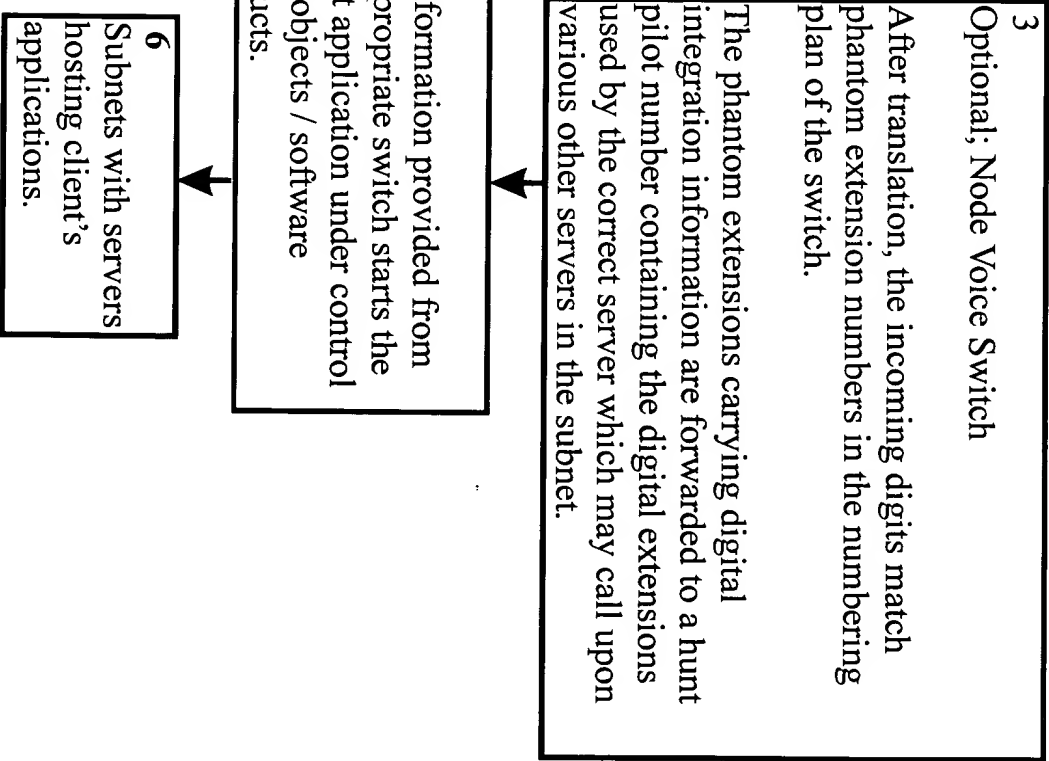 3
Optional; Node Voice Switch
After translation, the incoming digits match
phantom extension numbers in the numbering
plan of the switch.
The phantom extensions carrying digital
integration information are forwarded to a hunt
pilot number containing the digital extensions
used by the correct server which may call upon
various other servers in the subnet.
formation provided from
propriate switch starts the
t application under control
objects / software
ucts.
6
Subnets with servers
hosting client's
applications.